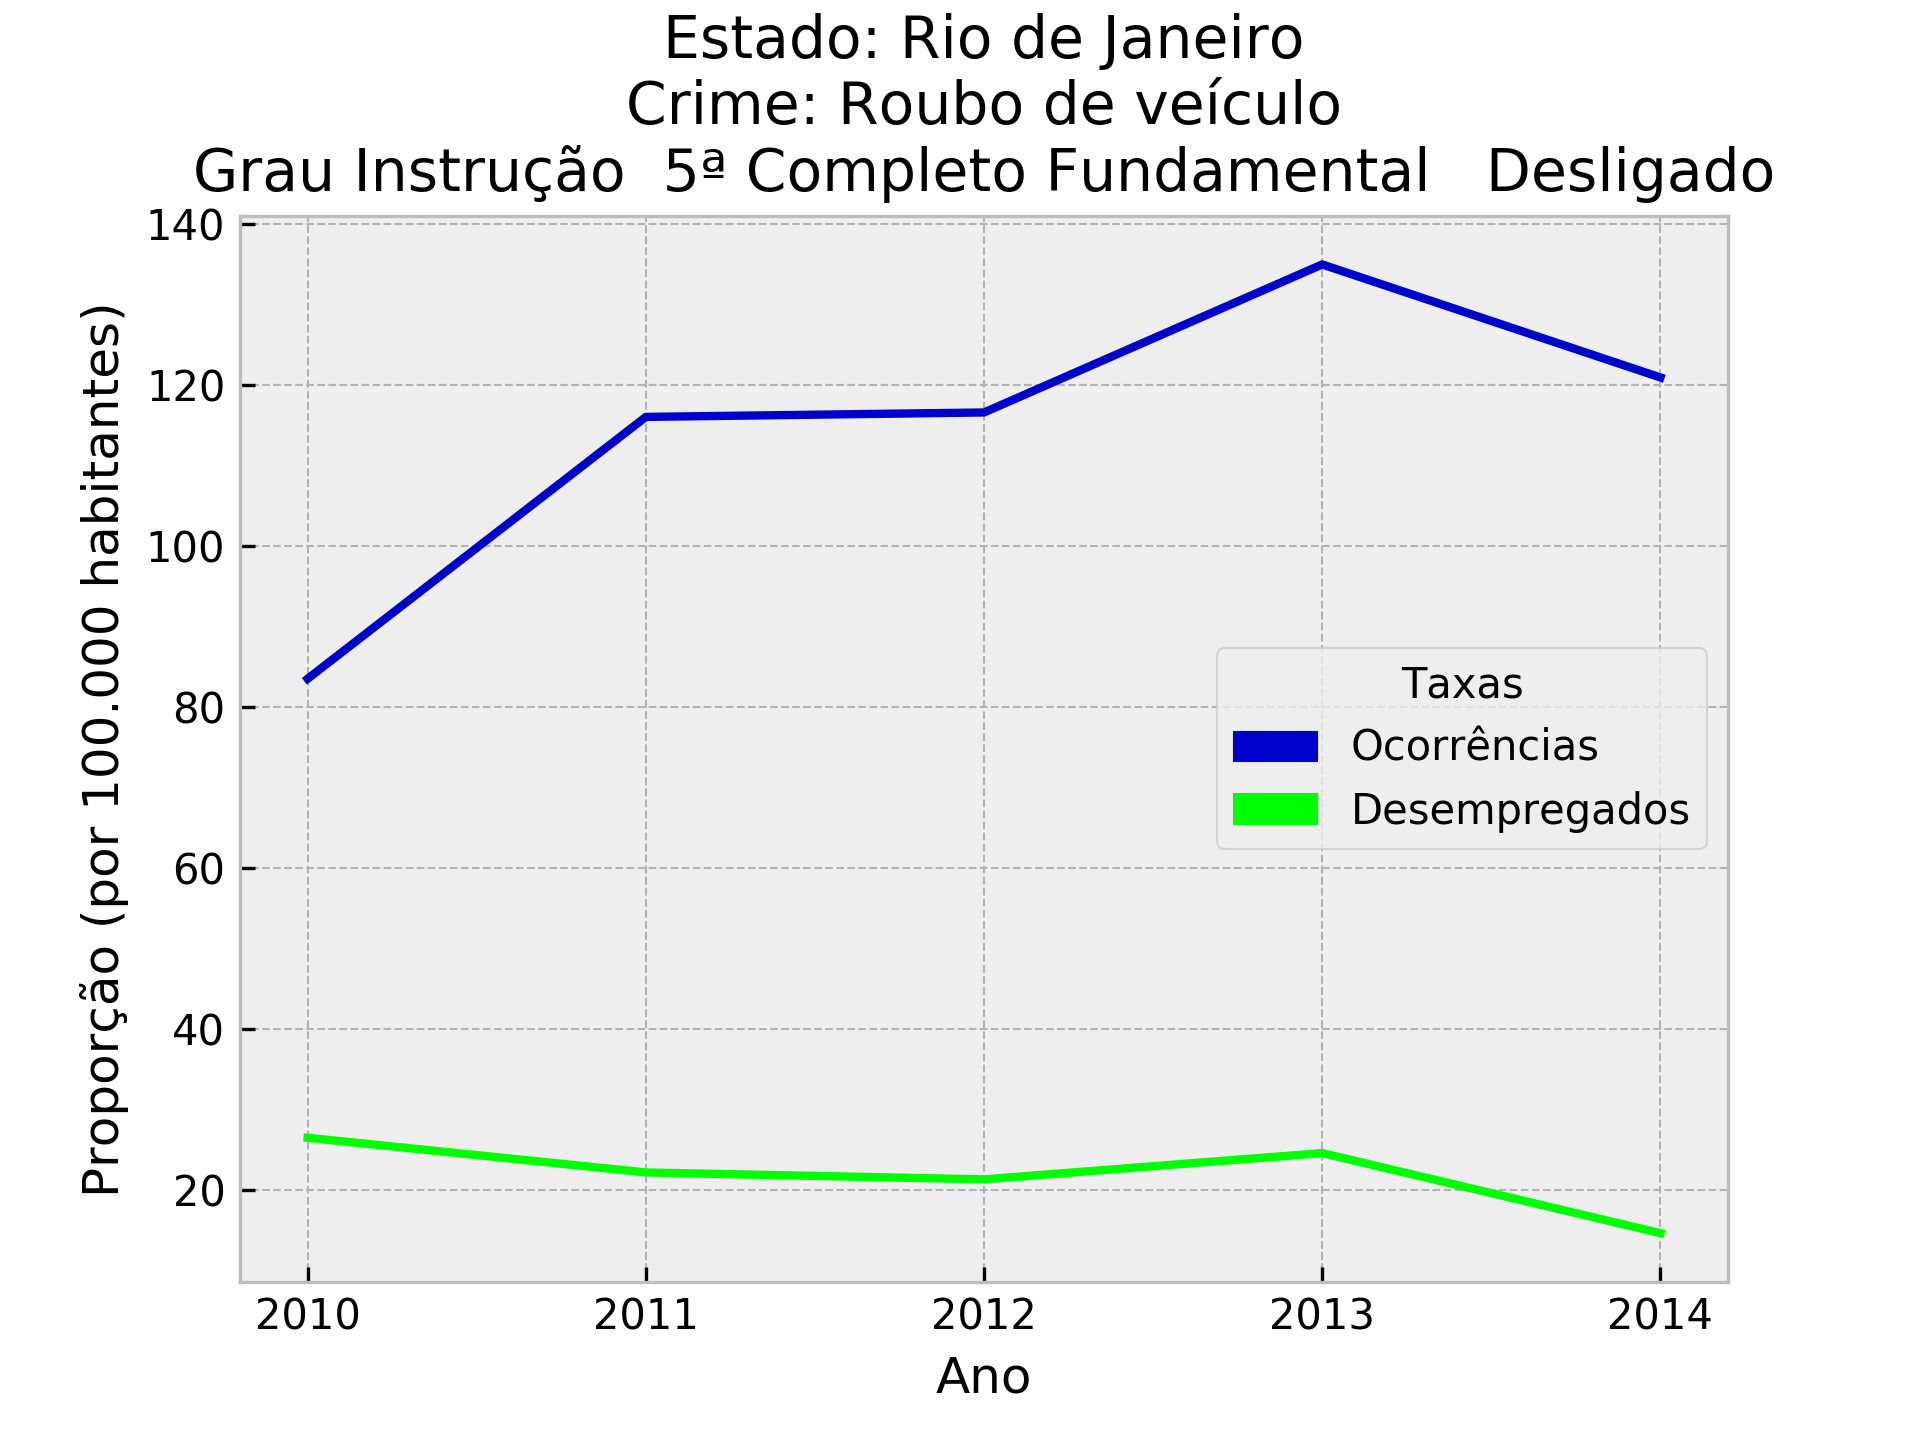 Estado: Rio de Janeiro
Crime: Roubo de veículo
Grau Instrução  5ª Completo Fundamental   Desligado
Proporção (por 100.000 habitantes)
140
120
100
80
60
40
20
Taxas
Ocorrências
Desempregados
2010 2011 2012 2013 2014
Ano